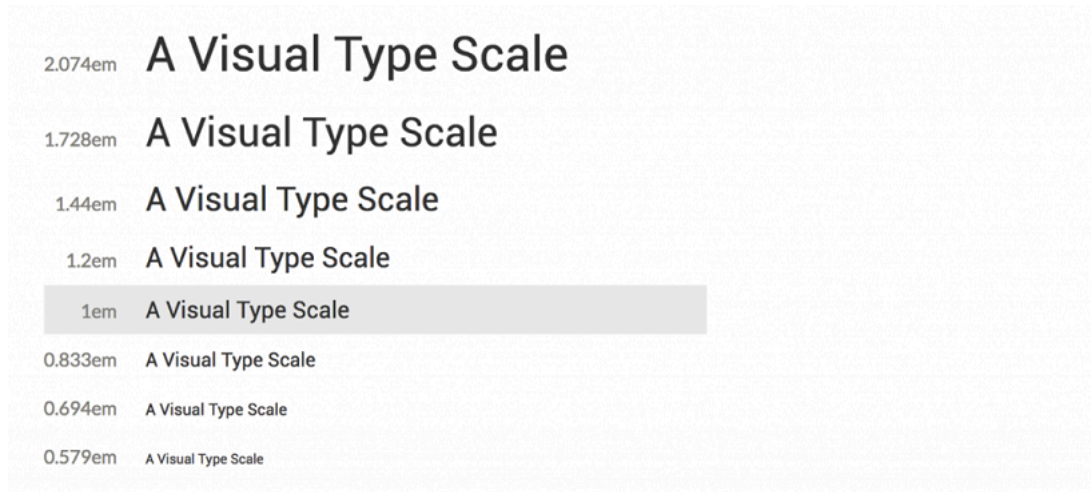 2.074em A Visual Type Scale
1.728em A Visual Type Scale
1.44em A Visual Type Scale
1.2em A Visual Type Scale
1em A Visual Type Scale
0.833em A Visual Type Scale
0.694em A Visual Type Scale
0.579em A Visual Type Scale